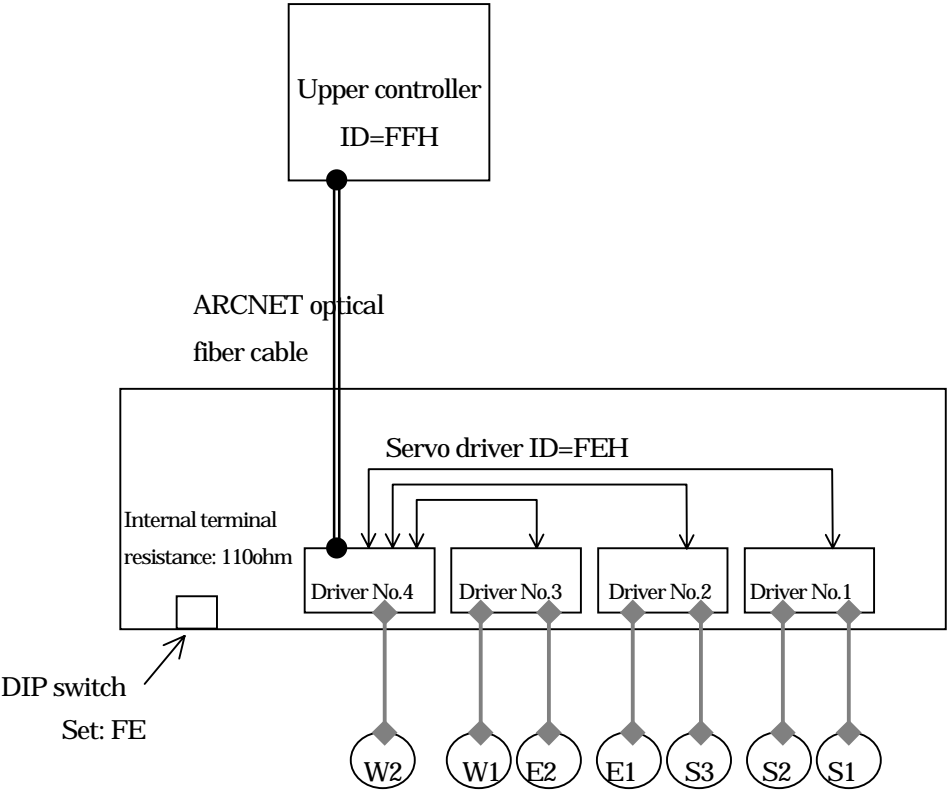 Upper controller
ID=FFH
ARCNET optical
fiber cable
Servo driver ID=FEH
Internal terminal
resistance: 110ohm
Driver No.4
Driver No.3
Driver No.2
Driver No.1
DIP switch
Set: FE
W2
W1
E2
E1
S3
S2
S1